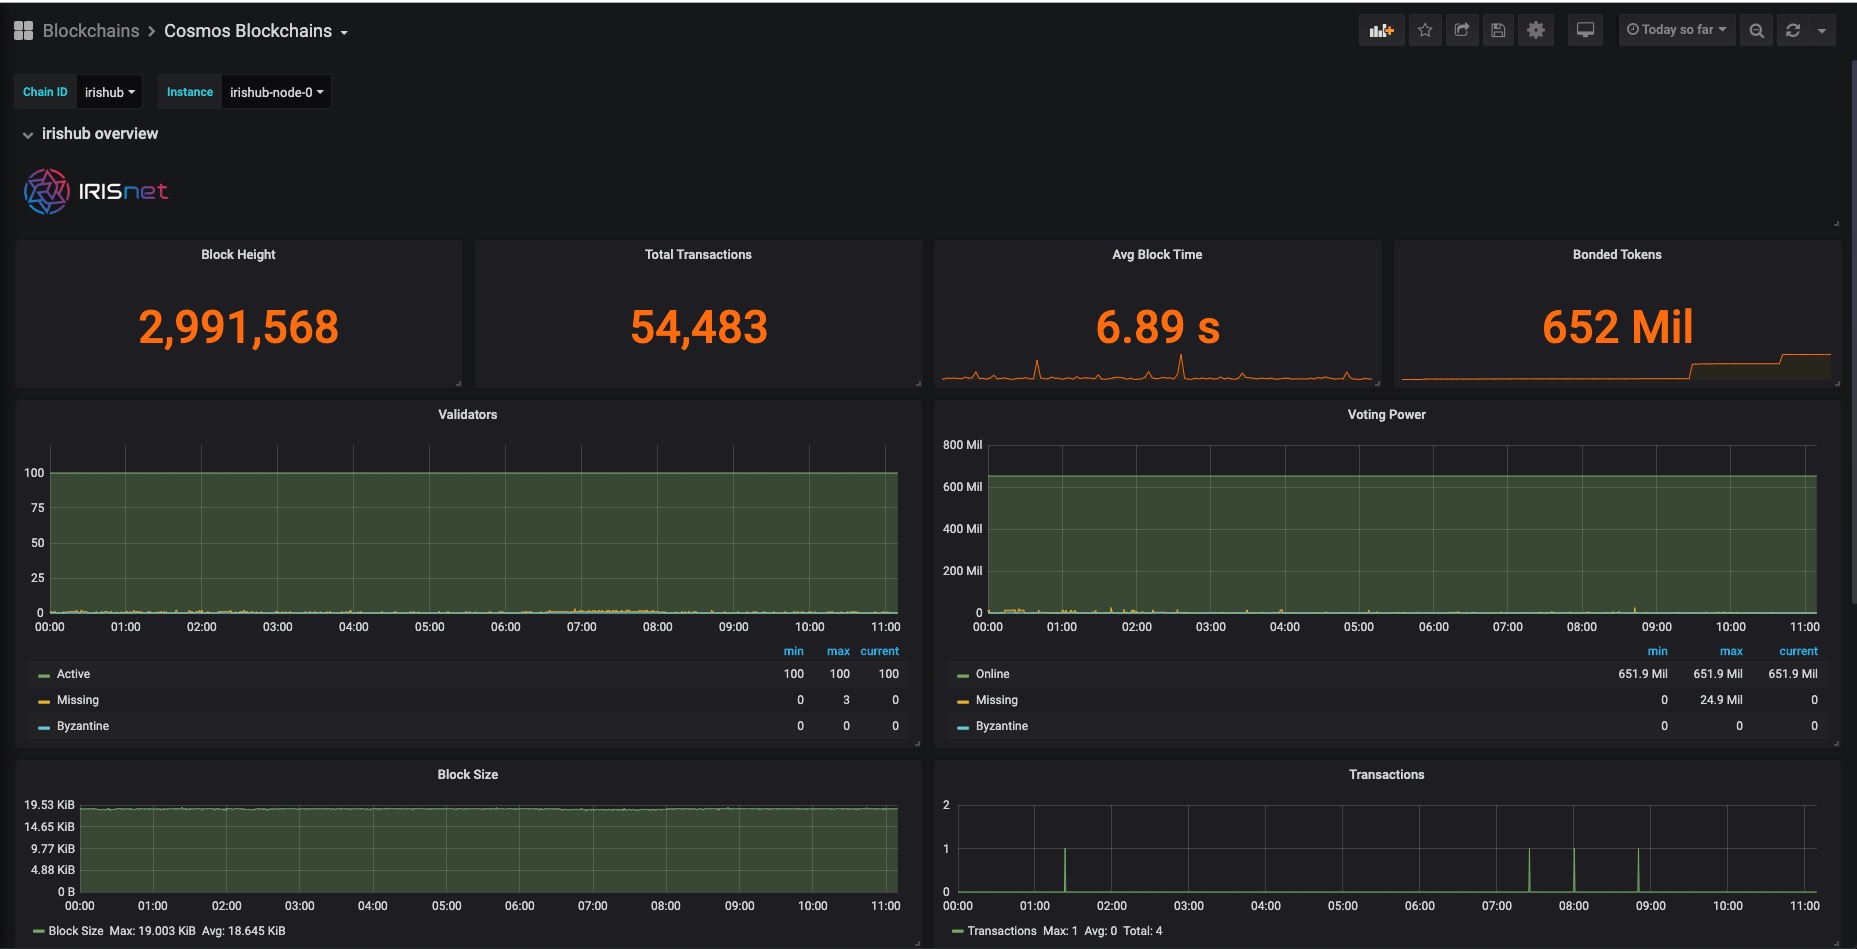 Blockchains > Cosmos Blockchains
Today so far
Chain ID irishub Instance irishub-node-0
irishub overview
IRISnet
Block Height
2,991,568
Total Transactions
54,483
Avg Block Time
6.89 s
Bonded Tokens
652 Mil
Validators
100
75
50
25
0
00:00 01:00 02:00 03:00 04:00 05:00 06:00 07:00 08:00 09:00 10:00 11:00
min max current
Active 100 100 100
Missing 0 3 0
Byzantine 0 0 0
Voting Power
800 Mil
600 Mil
400 Mil
200 Mil
0
00:00 01:00 02:00 03:00 04:00 05:00 06:00 07:00 08:00 09:00 10:00 11:00
min max current
Online 651.9 Mil 651.9 Mil 651.9 Mil
Missing 0 24.9 Mil 0
Byzantine 0 0 0
Block Size
19.53 KiB
14.65 KiB
9.77 KiB
4.88 KiB
0 B
00:00 01:00 02:00 03:00 04:00 05:00 06:00 07:00 08:00 09:00 10:00 11:00
Block Size Max: 19.003 KiB Avg: 18.645 KiB
Transactions
2
1
0
00:00 01:00 02:00 03:00 04:00 05:00 06:00 07:00 08:00 09:00 10:00 11:00
Transactions Max: 1 Avg: 0 Total: 4